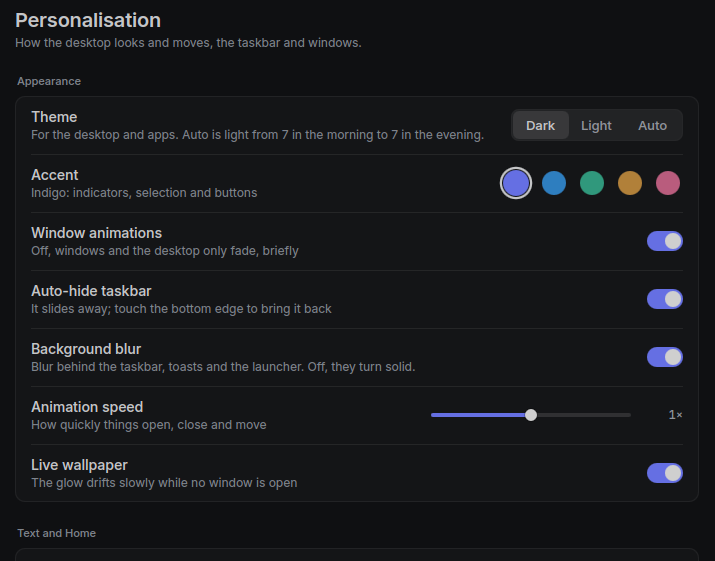 Personalisation
How the desktop looks and moves, the taskbar and windows.
Appearance
Theme
For the desktop and apps. Auto is light from 7 in the morning to 7 in the evening.
Dark
Light
Auto
Accent
Indigo: indicators, selection and buttons
Window animations
Off, windows and the desktop only fade, briefly
Auto-hide taskbar
It slides away; touch the bottom edge to bring it back
Background blur
Blur behind the taskbar, toasts and the launcher. Off, they turn solid.
Animation speed
How quickly things open, close and move
1×
Live wallpaper
The glow drifts slowly while no window is open
Text and Home